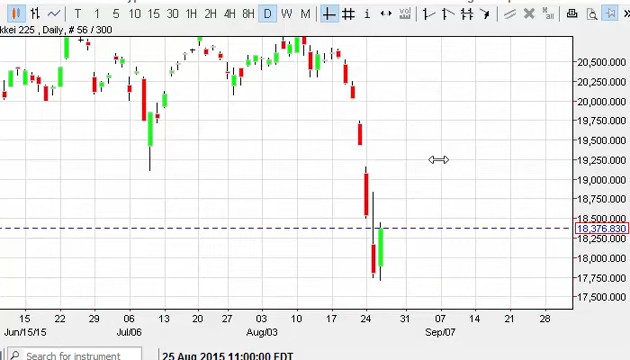 T 1 5 10 15 30 1H 2H 4H 8H D W M i vol all
kkei 225 , Daily, # 56 / 300
20,500.000
20,250.000
20,000.000
19,750.000
19,500.000
19,250.000
19,000.000
18,750.000
18,500.000
18,376.830
18,250.000
18,000.000
17,750.000
17,500.000
15 22 29 06 13 20 27 03 10 17 24 31 07 14 21 28
Jun/15/15 Jul/06 Aug/03 Sep/07
Search for instrument
25 Aug 2015 11:00:00 EDT